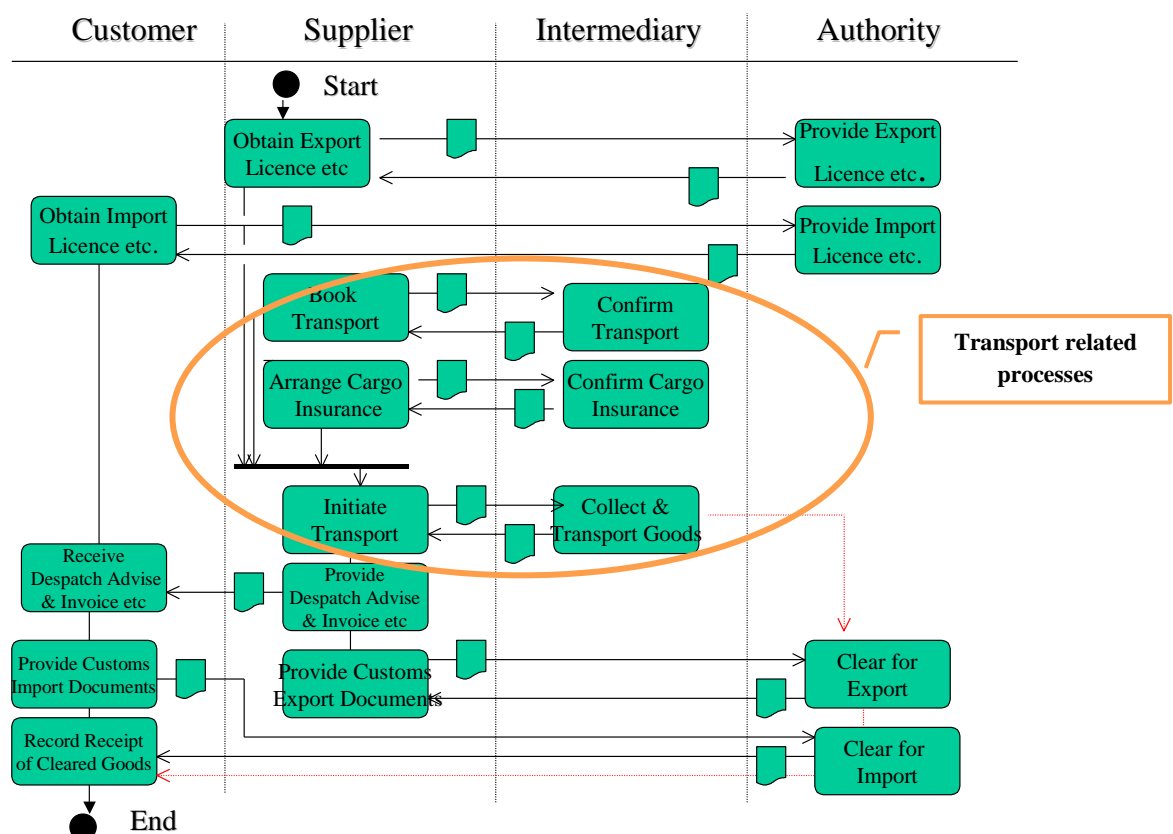 Customer
Supplier
Intermediary
Authority
Start
Obtain Export
Licence etc
Provide Export
Licence etc.
Obtain Import
Licence etc.
Provide Import
Licence etc.
Book
Transport
Confirm
Transport
Transport related
processes
Arrange Cargo
Insurance
Confirm Cargo
Insurance
Initiate
Transport
Collect &
Transport Goods
Receive
Despatch Advise
& Invoice etc
Provide
Despatch Advise
& Invoice etc
Provide Customs
Import Documents
Provide Customs
Export Documents
Clear for
Export
Record Receipt
of Cleared Goods
Clear for
Import
End